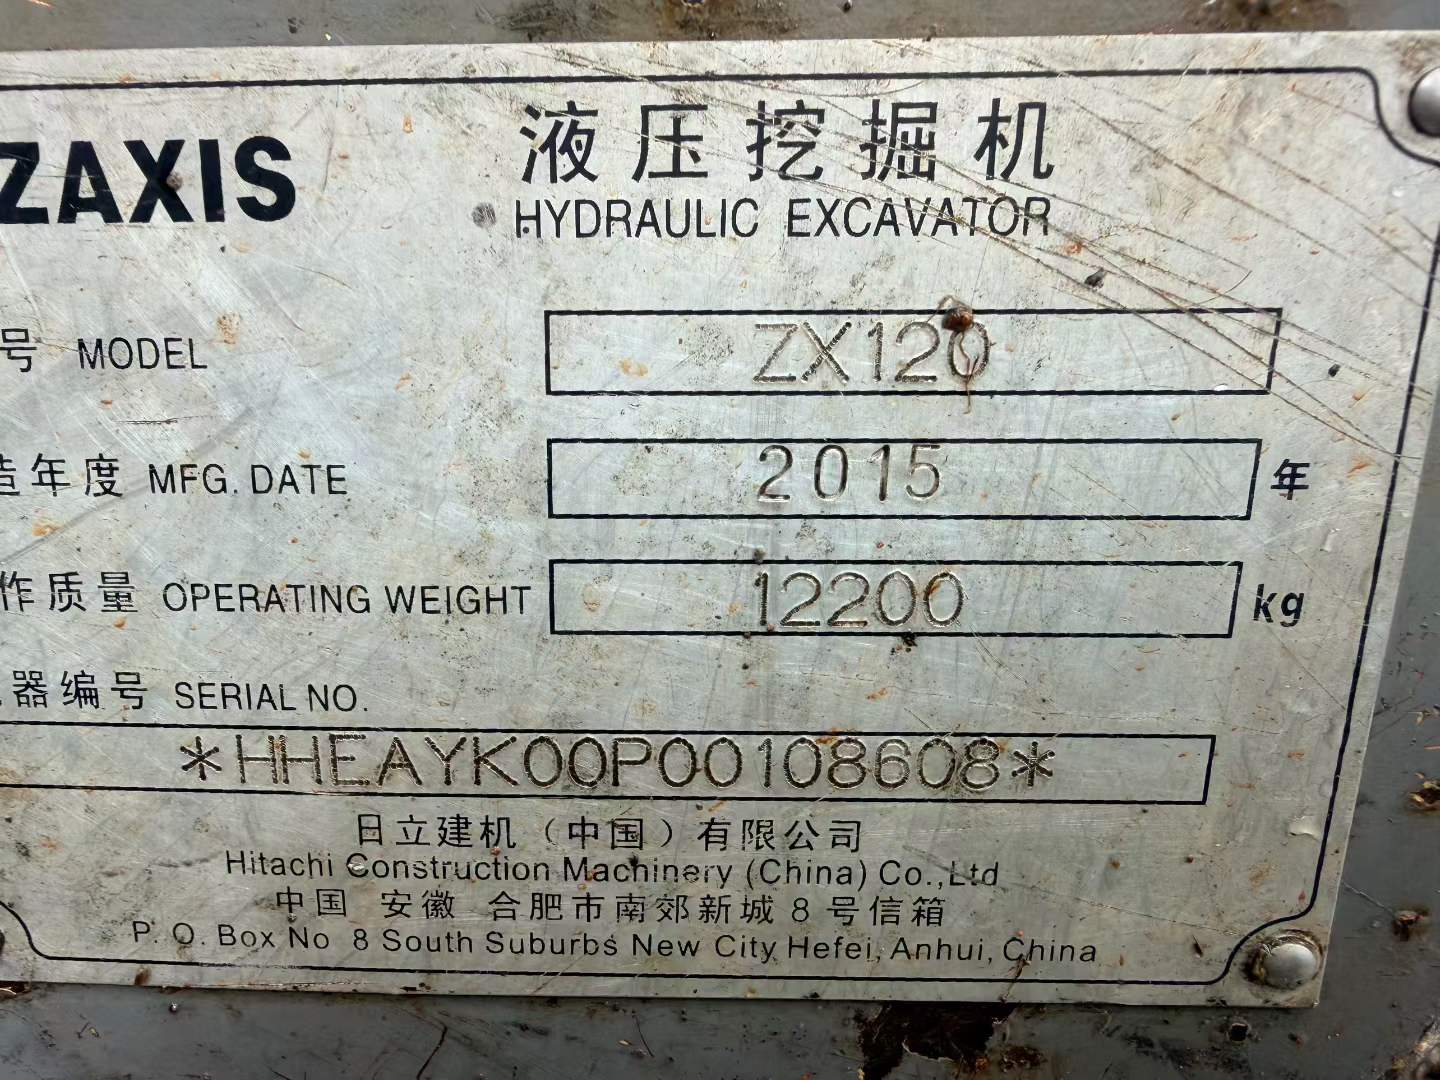 ZAXIS
液压挖掘机
HYDRAULIC EXCAVATOR
号 MODEL ZX120
造年度 MFG. DATE 2015 年
作质量 OPERATING WEIGHT 12200 kg
器编号 SERIAL NO.
*HHEAYK00P00108608*
日立建机（中国）有限公司
Hitachi Construction Machinery (China) Co.,Ltd
中国 安徽 合肥市南郊新城 8 号信箱
P. O. Box No 8 South Suburbs New City Hefei, Anhui, China